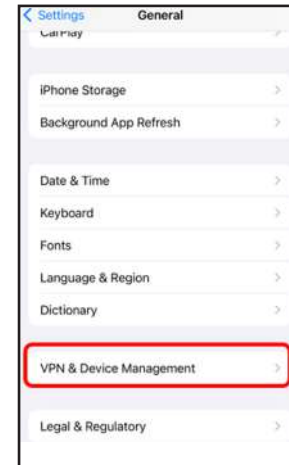 Settings
General
CarPlay
iPhone Storage
Background App Refresh
Date & Time
Keyboard
Fonts
Language & Region
Dictionary
VPN & Device Management
Legal & Regulatory